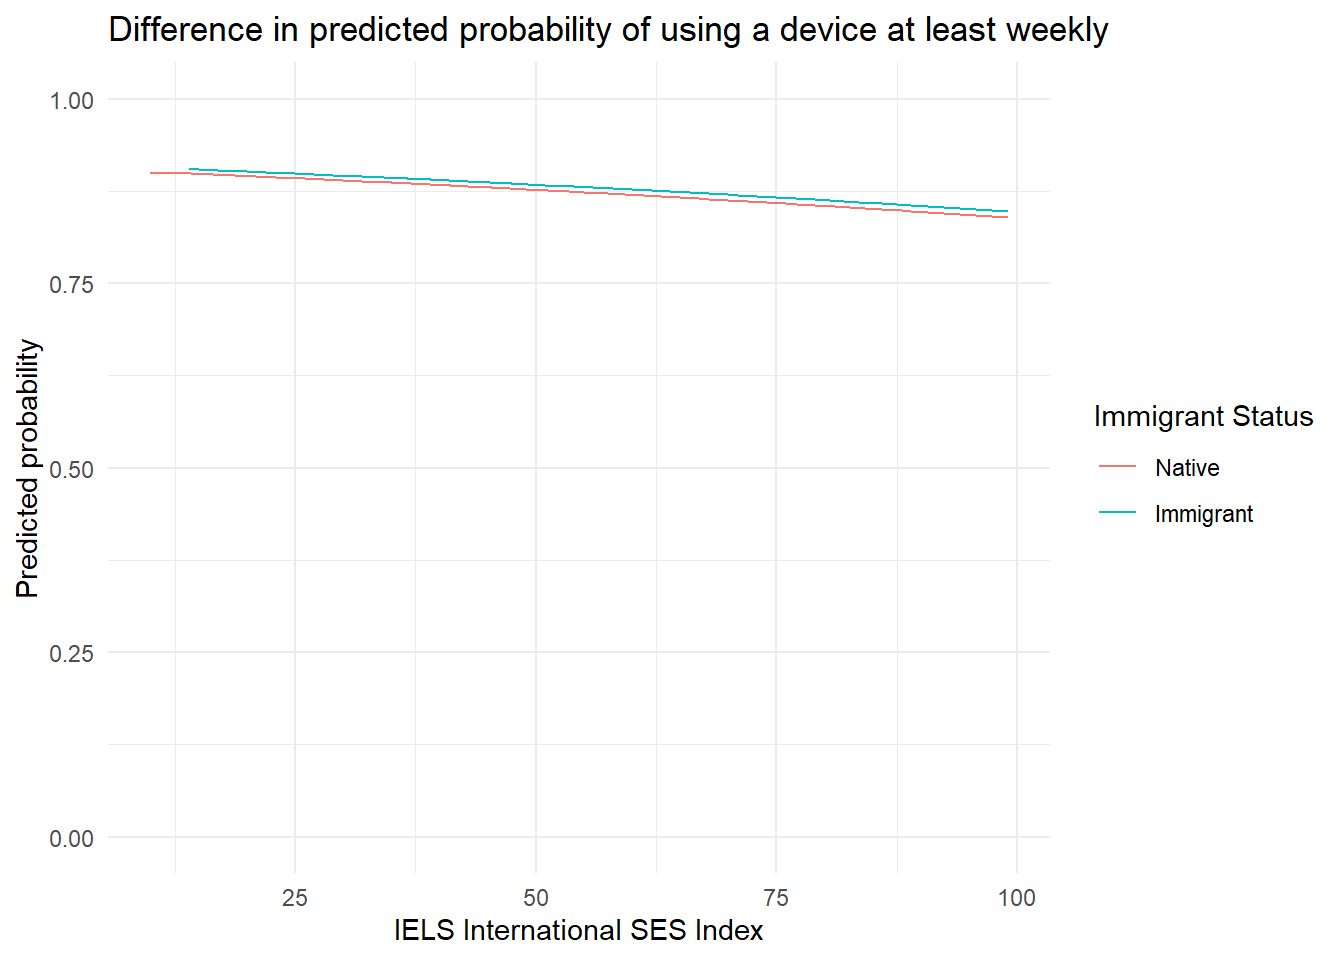 Difference in predicted probability of using a device at least weekly
1.00
0.75
0.50
0.25
0.00
Predicted probability
25 50 75 100
IELS International SES Index
Immigrant Status
Native
Immigrant